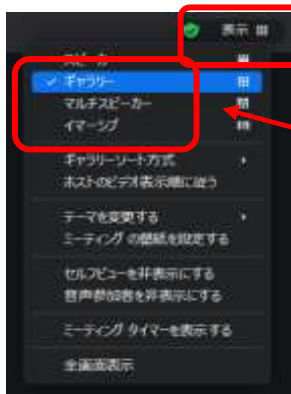 表示
スピーカー
ギャラリー
マルチスピーカー
イマーシブ
ギャラリーソート方式
ホストのビデオ表示順に従う
テーマを変更する
ミーティングの壁紙を設定する
セルフビューを非表示にする
音声参加者を非表示にする
ミーティング タイマーを表示する
全画面表示